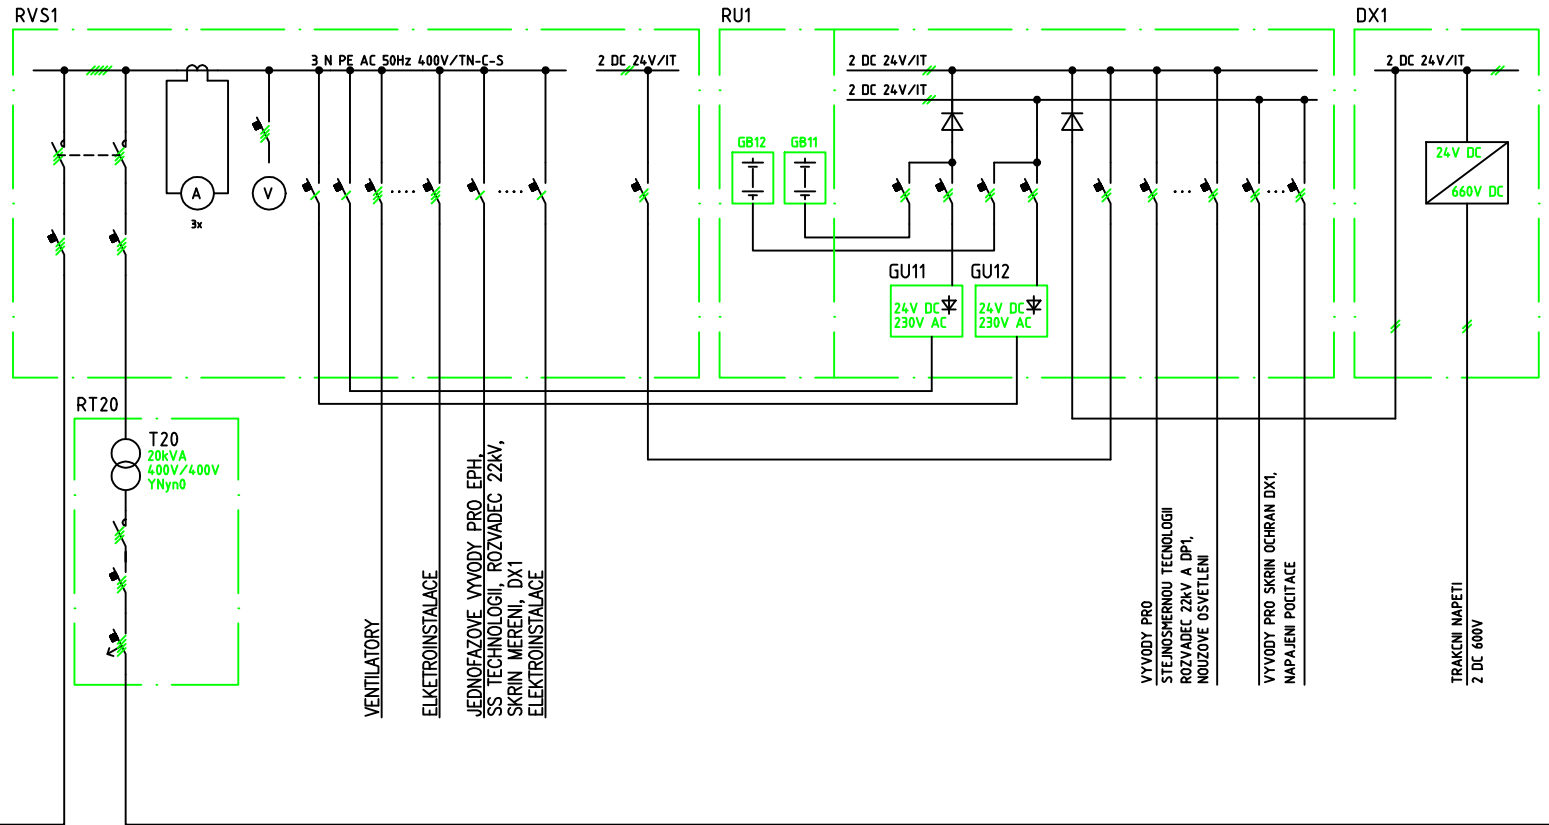 RVS1
RU1
DX1
3 N PE AC 50Hz 400V/TN-C-S
2 DC 24V/IT
2 DC 24V/IT
2 DC 24V/IT
2 DC 24V/IT
GB12
GB11
24V DC
660V DC
A
V
3x
GU11
GU12
24V DC
230V AC
24V DC
230V AC
RT20
T20
20kVA
400V/400V
YNyn0
VENTILATORY
ELKETROINSTALACE
JEDNOFAZOVE VYVODY PRO EPH,
SS TECHNOLOGII, ROZVADEC 22kV,
SKRIN MERENI, DX1
ELEKTROINSTALACE
VYVODY PRO
STEJNOSMERNOU TECNOLOGII
ROZVADEC 22kV A DP1,
NOUZOVE OSVETLENI
VYVODY PRO SKRIN OCHRAN DX1,
NAPAJENI POCITACE
TRAKCNI NAPETI
2 DC 600V